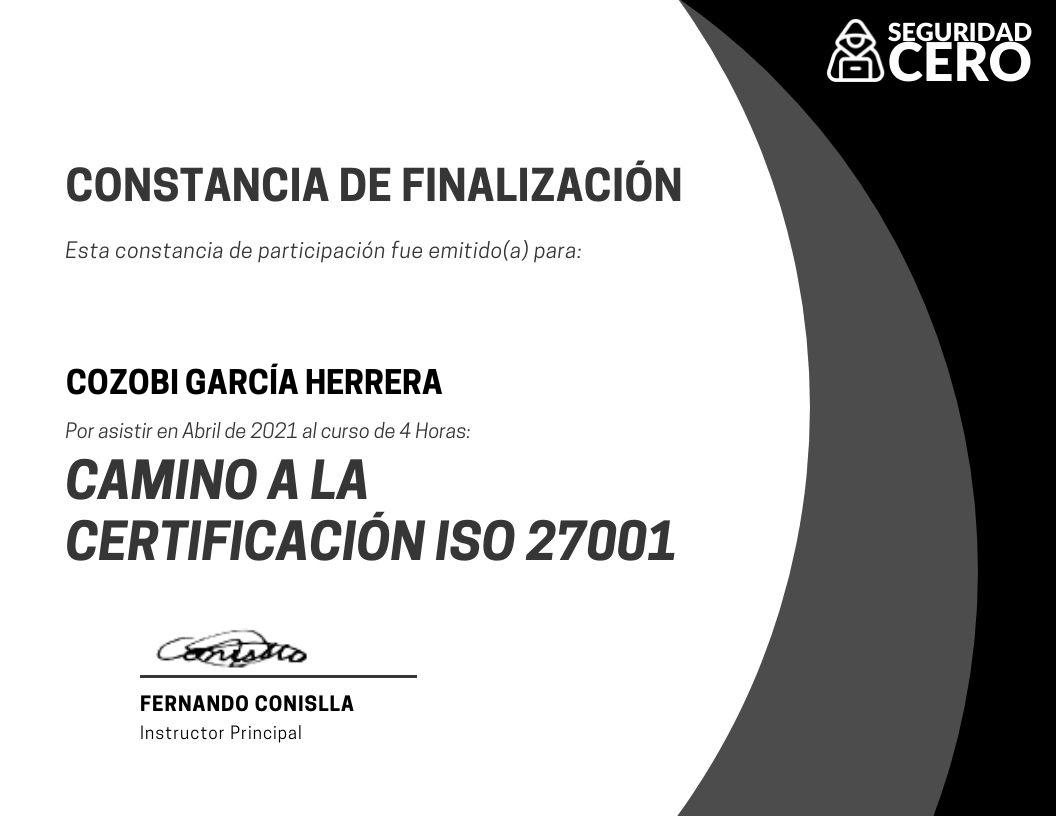 SEGURIDAD
CERO
CONSTANCIA DE FINALIZACIÓN
Esta constancia de participación fue emitido(a) para:
COZOBI GARCÍA HERRERA
Por asistir en Abril de 2021 al curso de 4 Horas:
CAMINO A LA
CERTIFICACIÓN ISO 27001
Conislla
FERNANDO CONISLLA
Instructor Principal